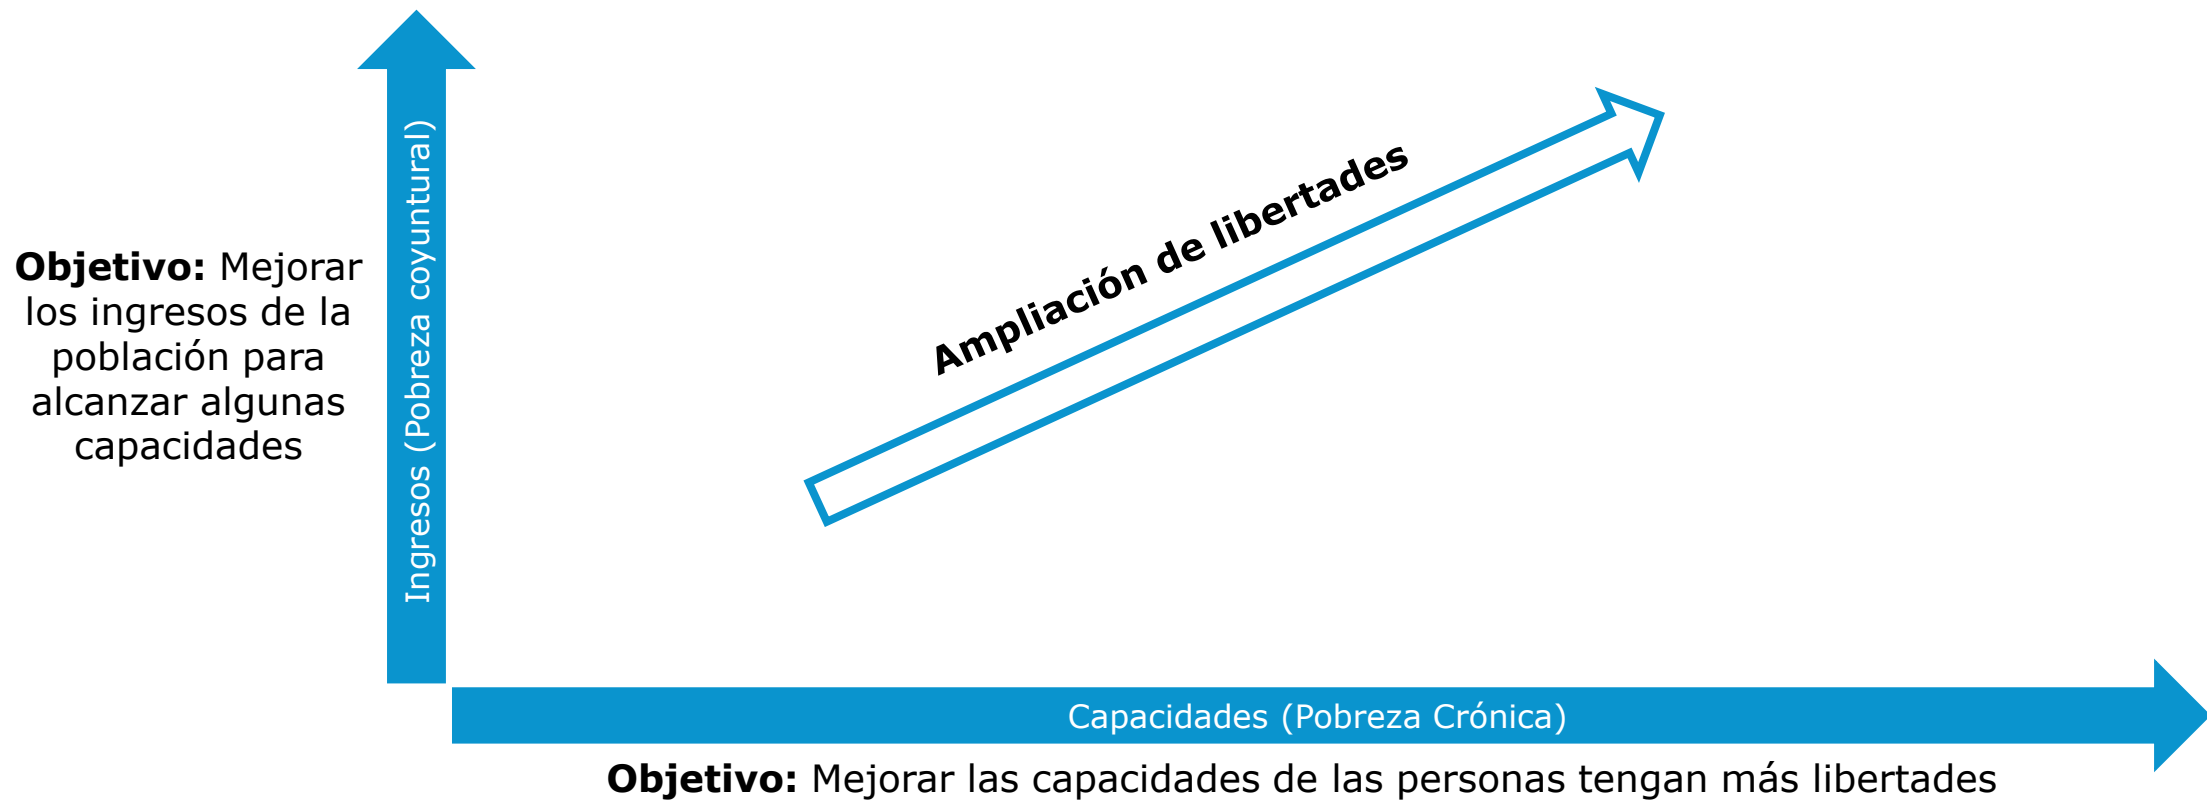 Objetivo: Mejorar
los ingresos de la
población para
alcanzar algunas
capacidades
Ingresos (Pobreza coyuntural)
Ampliación de libertades
Capacidades (Pobreza Crónica)
Objetivo: Mejorar las capacidades de las personas tengan más libertades